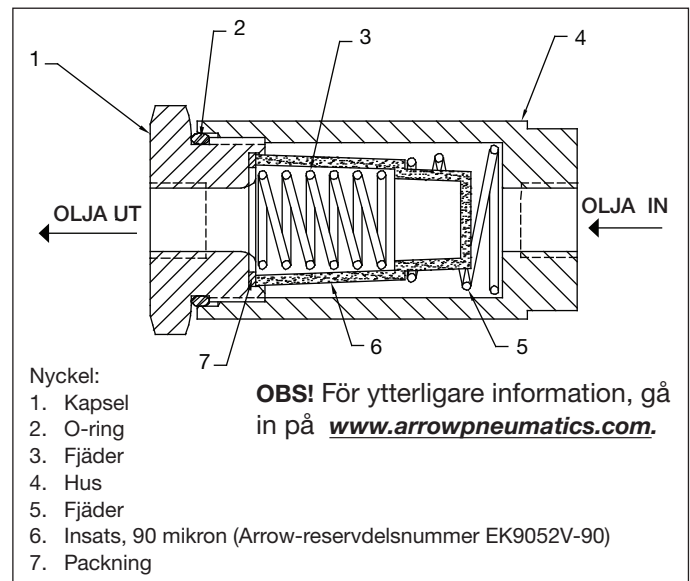 2
3
4
1
OLJA UT
OLJA IN
7
6
5
Nyckel:
1. Kapsel
2. O-ring
3. Fjäder
4. Hus
5. Fjäder
6. Insats, 90 mikron (Arrow-reservdelsnummer EK9052V-90)
7. Packning
OBS! För ytterligare information, gå
in på www.arrowpneumatics.com.